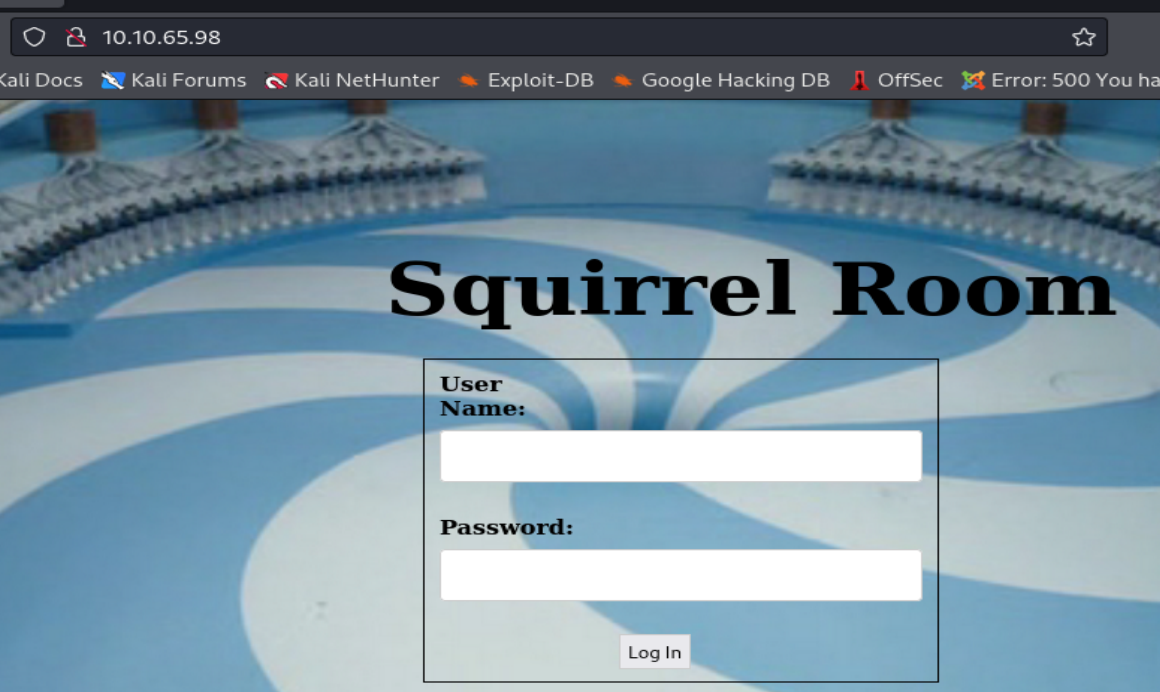 10.10.65.98
Kali Docs Kali Forums Kali NetHunter Exploit-DB Google Hacking DB OffSec Error: 500 You ha
Squirrel Room
User
Name:
Password:
Log In